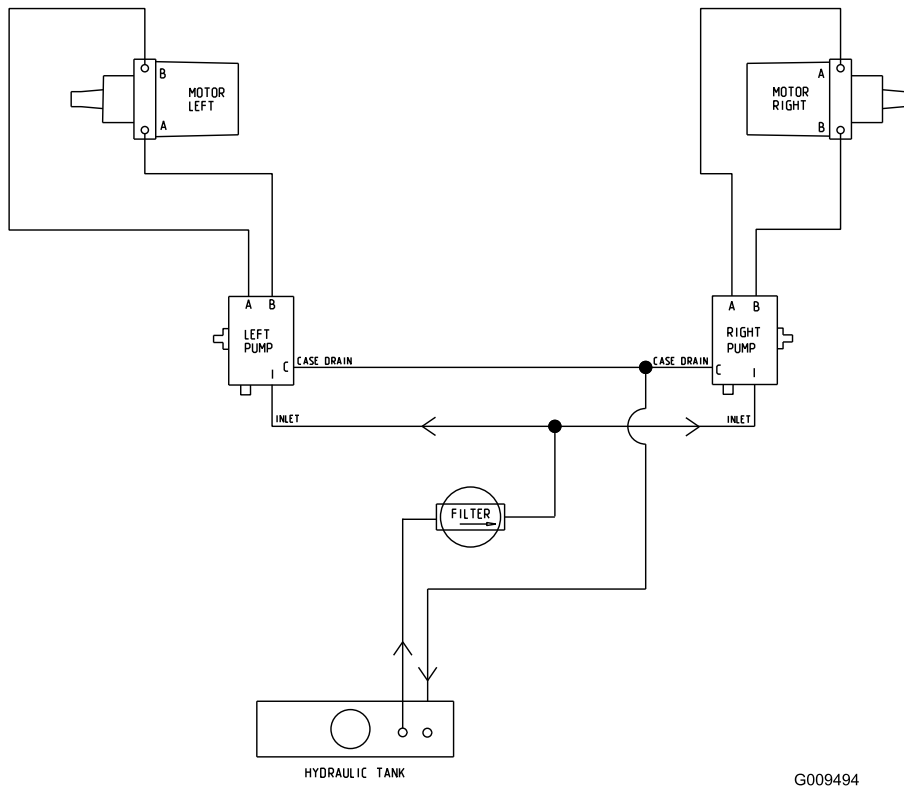 B
MOTOR
LEFT
A
A
MOTOR
RIGHT
B
A B
LEFT
PUMP
C
I
CASE DRAIN
INLET
A B
RIGHT
PUMP
C
I
CASE DRAIN
INLET
FILTER
HYDRAULIC TANK
G009494